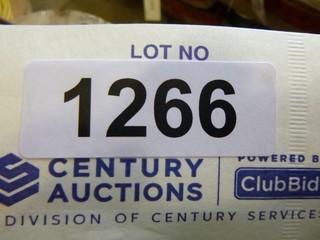 LOT NO
1266
CENTURY POWERED B
AUCTIONS ClubBid
DIVISION OF CENTURY SERVICES